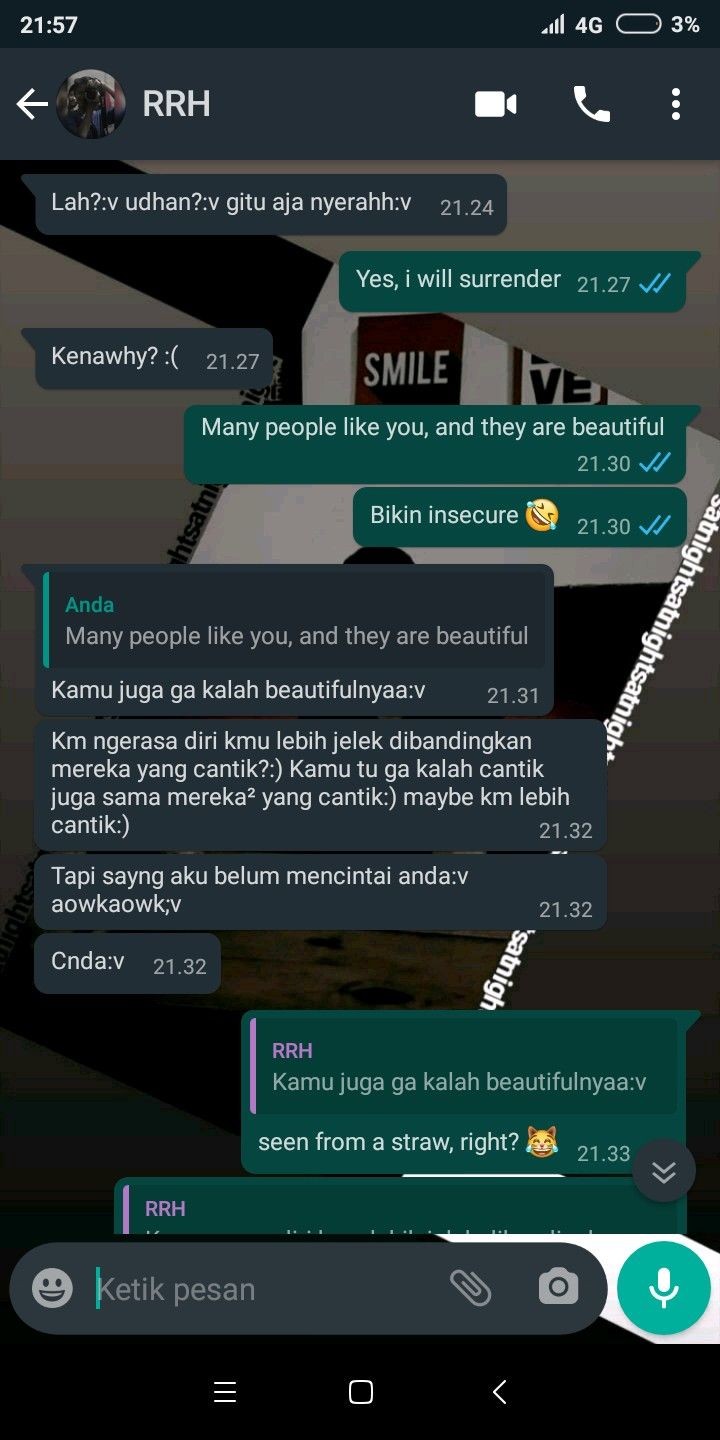 21:57
4G
3%
RRH
Lah?:v udhan?:v gitu aja nyerahh:v 21.24
Yes, i will surrender 21.27
Kenawhy? :( 21.27
SMILE
VE
Many people like you, and they are beautiful
21.30
Bikin insecure 🤣 21.30
Anda
Many people like you, and they are beautiful
Kamu juga ga kalah beautifulnyaa:v 21.31
Km ngerasa diri kmu lebih jelek dibandingkan
mereka yang cantik?:) Kamu tu ga kalah cantik
juga sama mereka² yang cantik:) maybe km lebih
cantik:) 21.32
Tapi sayng aku belum mencintai anda:v
aowkaowk;v 21.32
Cnda:v 21.32
satnightsatnightsatnightsatnight
RRH
Kamu juga ga kalah beautifulnyaa:v
seen from a straw, right? 😹 21.33
RRH
Ketik pesan